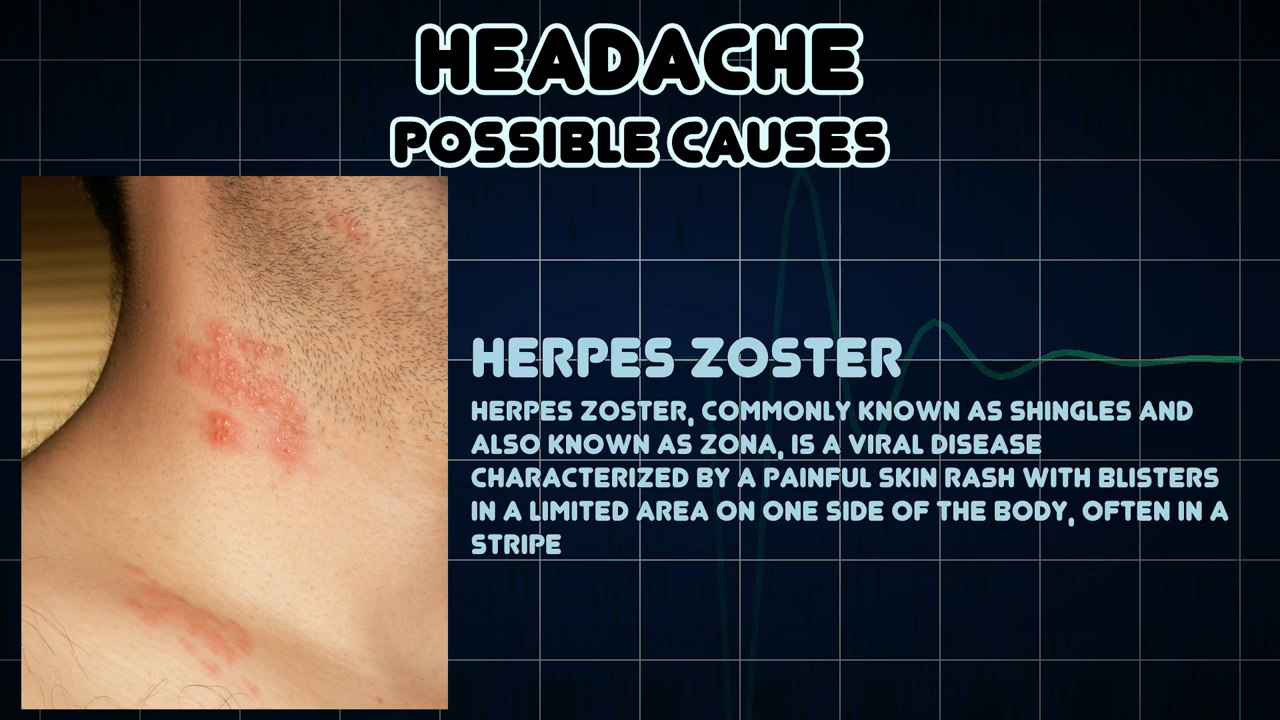 HEADACHE
POSSIBLE CAUSES
HERPES ZOSTER
HERPES ZOSTER, COMMONLY KNOWN AS SHINGLES AND
ALSO KNOWN AS ZONA, IS A VIRAL DISEASE
CHARACTERIZED BY A PAINFUL SKIN RASH WITH BLISTERS
IN A LIMITED AREA ON ONE SIDE OF THE BODY, OFTEN IN A
STRIPE